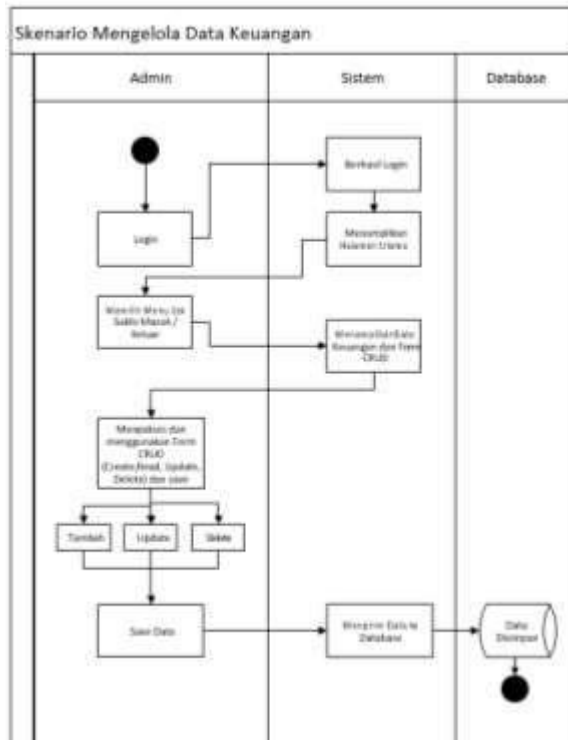 Skenario Mengelola Data Keuangan
Admin
Sistem
Database
Berhasil Login
Login
Menampilkan
Halaman Utama
Memilih Menu
Saldo Masuk /
Keluar
Menampilkan Data
Keuangan dan Form
CRUD
Mengakses dan
menggunakan Form
CRUD
(Create, Read, Update,
Delete) dan save
Tambah
Update
Delete
Save Data
Mengirim Data ke
Database
Data
Disimpan